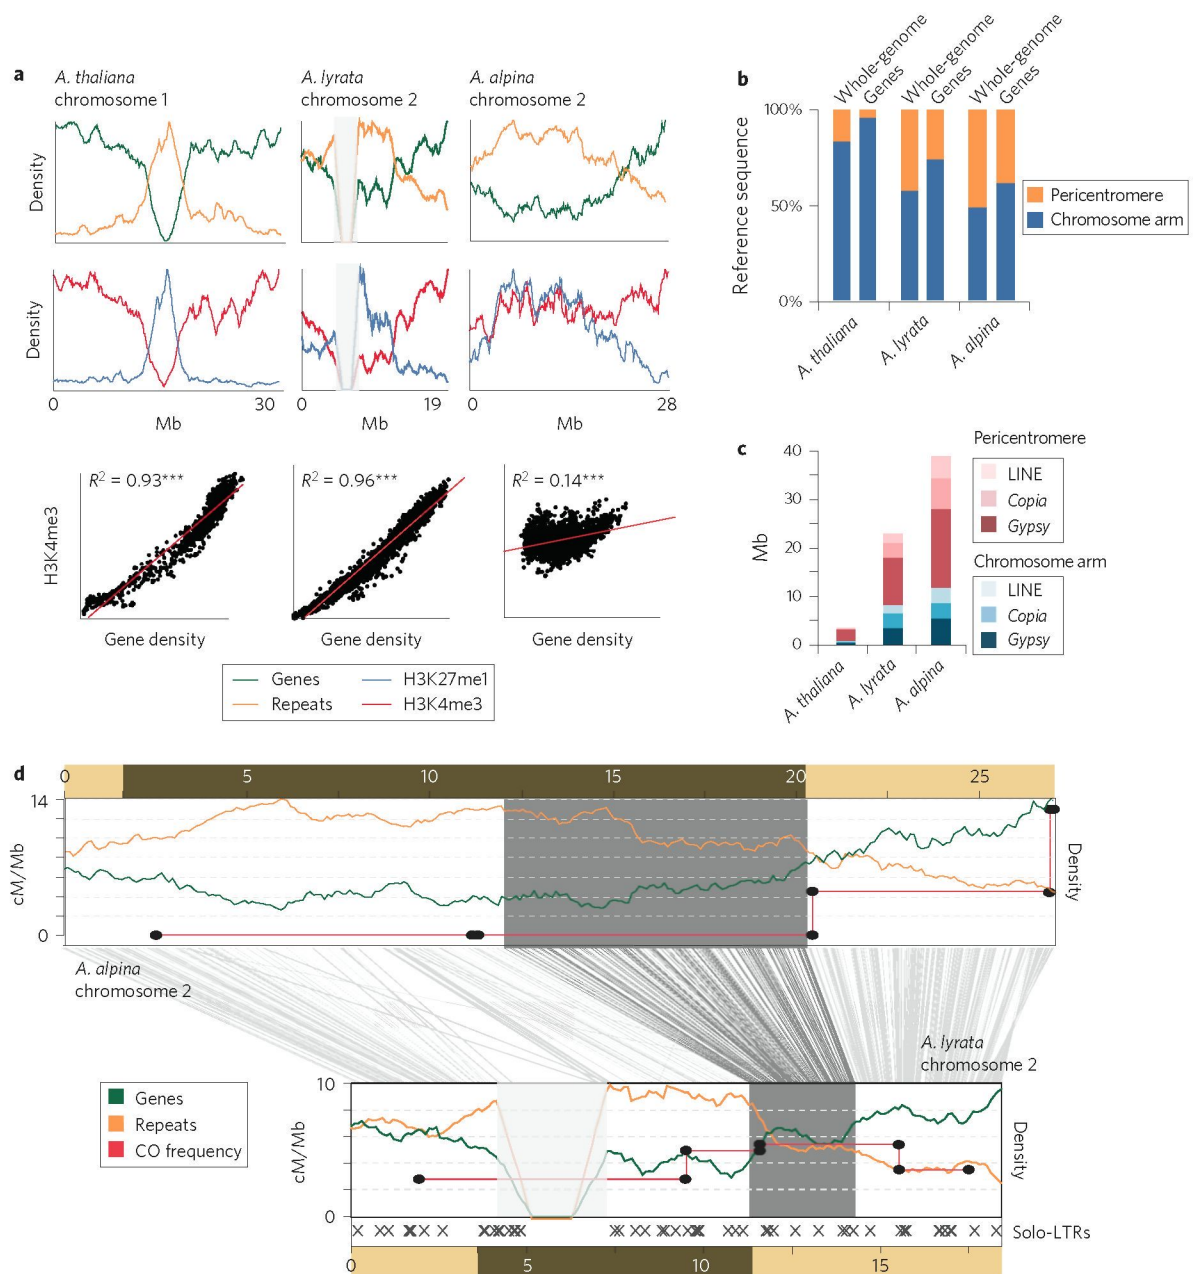 a
A. thaliana
chromosome 1
A. lyrata
chromosome 2
A. alpina
chromosome 2
Density
Density
0 30
Mb
0 19
Mb
0 28
Mb
R² = 0.93***
R² = 0.96***
R² = 0.14***
H3K4me3
Gene density
Gene density
Gene density
Genes
H3K27me1
Repeats
H3K4me3
b
Whole-genome
Genes
Whole-genome
Genes
Whole-genome
Genes
Reference sequence
100%
50%
0%
A. thaliana
A. lyrata
A. alpina
Pericentromere
Chromosome arm
c
Mb
40
30
20
10
0
A. thaliana
A. lyrata
A. alpina
Pericentromere
LINE
Copia
Gypsy
Chromosome arm
LINE
Copia
Gypsy
d
0 5 10 15 20 25
14
cM/Mb
0
Density
A. alpina
chromosome 2
A. lyrata
chromosome 2
Genes
Repeats
CO frequency
10
cM/Mb
0
Density
Solo-LTRs
0 5 10 15